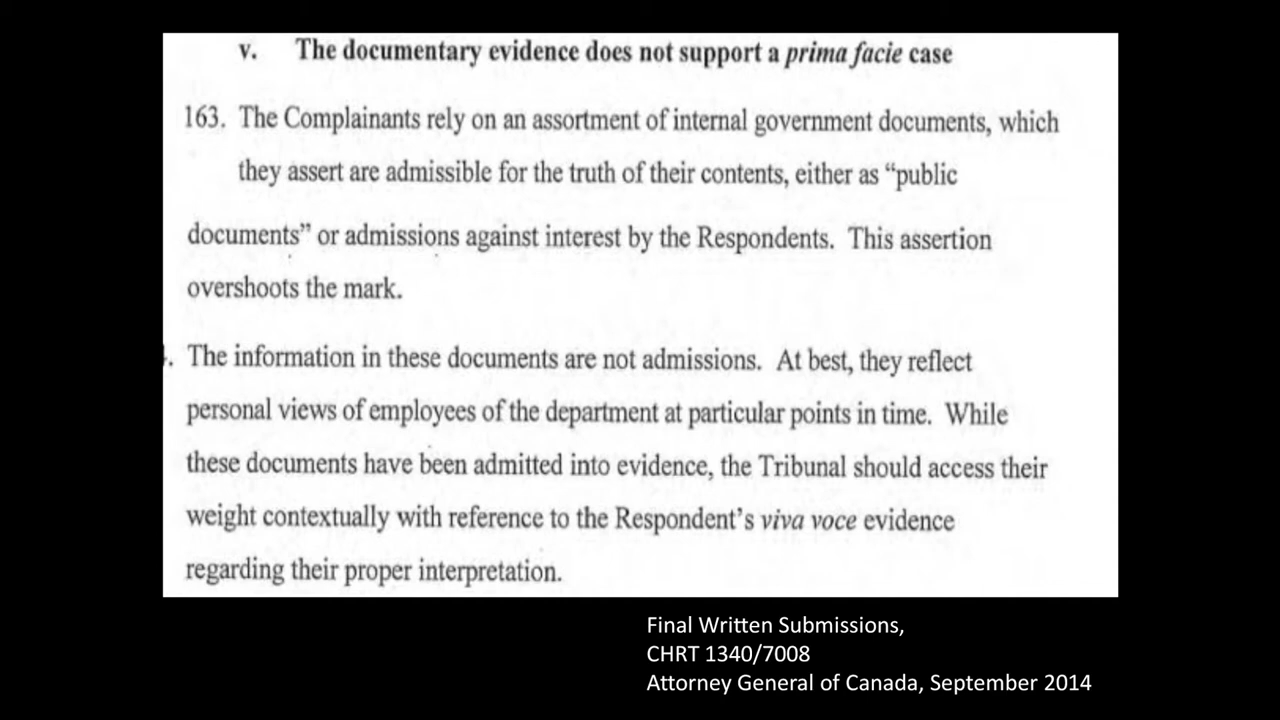 v. The documentary evidence does not support a prima facie case
163. The Complainants rely on an assortment of internal government documents, which
they assert are admissible for the truth of their contents, either as “public
documents” or admissions against interest by the Respondents. This assertion
overshoots the mark.
. The information in these documents are not admissions. At best, they reflect
personal views of employees of the department at particular points in time. While
these documents have been admitted into evidence, the Tribunal should access their
weight contextually with reference to the Respondent’s viva voce evidence
regarding their proper interpretation.
Final Written Submissions,
CHRT 1340/7008
Attorney General of Canada, September 2014